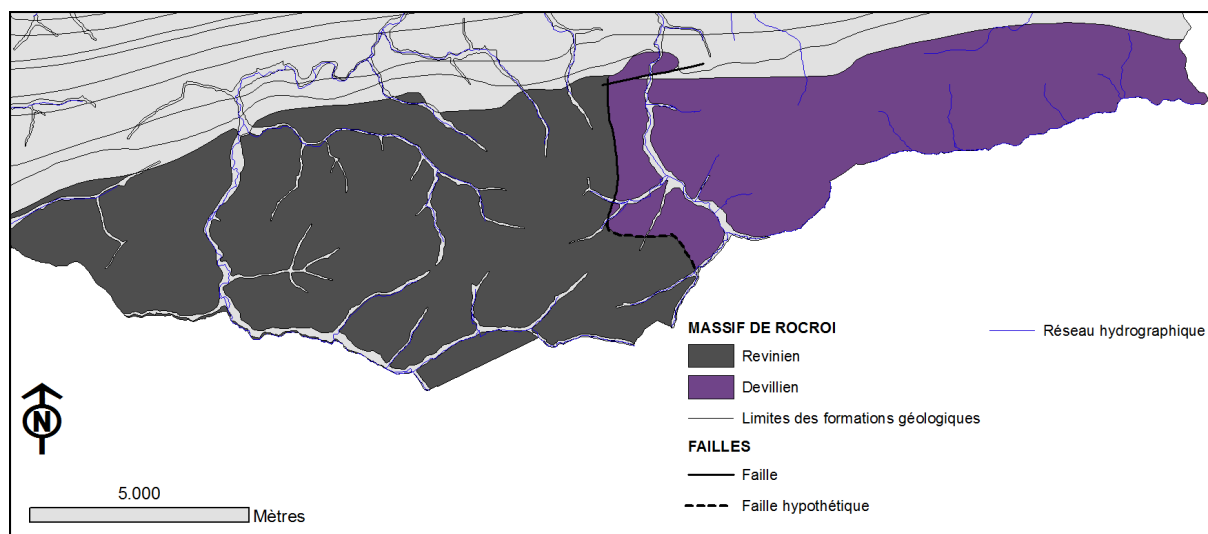 MASSIF DE ROCROI
Revinien
Devillien
Limites des formations géologiques
FAILLES
Faille
Faille hypothétique
Réseau hydrographique
N
5.000
Mètres